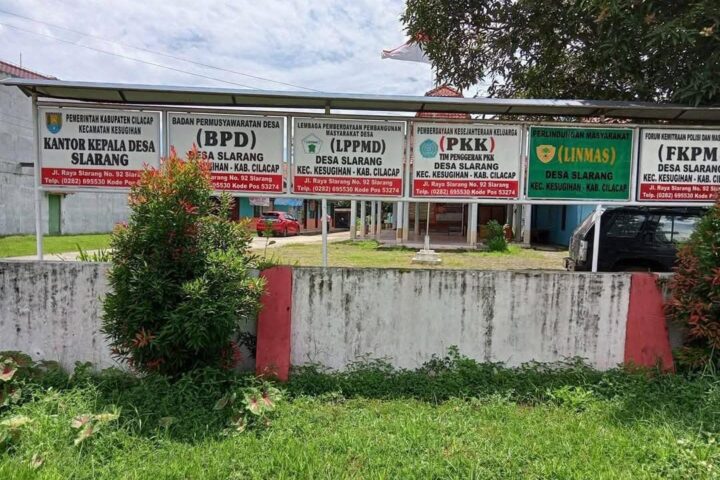 PEMERINTAH KABUPATEN CILACAP
KECAMATAN KESUGIHAN
KANTOR KEPALA DESA
SLARANG
Jl. Raya Slarang No. 92 Slarang
Telp. (0282) 695530 Kode Pos 53274
BADAN PERMUSYAWARATAN DESA
(BPD)
DESA SLARANG
KEC. KESUGIHAN - KAB. CILACAP
Jl. Raya Slarang No. 92 Slarang
(0282) 695530 Kode Pos 53274
LEMBAGA PEMBERDAYAAN PEMBANGUNAN
MASYARAKAT DESA
(LPPMD)
DESA SLARANG
KEC. KESUGIHAN - KAB. CILACAP
Jl. Raya Slarang No. 92 Slarang
Telp. (0282) 695530 Kode Pos 53274
PEMBERDAYAAN KESEJAHTERAAN KELUARGA
(PKK)
TIM PENGGERAK PKK
DESA SLARANG
KEC. KESUGIHAN - KAB. CILACAP
Jl. Raya Slarang No. 92 Slarang
Telp. (0282) 695530 Kode Pos 53274
PERLINDUNGAN MASYARAKAT
(LINMAS)
DESA SLARANG
KEC. KESUGIHAN - KAB. CILACAP
FORUM KEMITRAAN POLISI DAN
(FKPM
DESA SLARANG
KEC. KESUGIHAN - KAB.
Jl. Raya Slarang No. 92
Telp. (0282) 695530 Kode